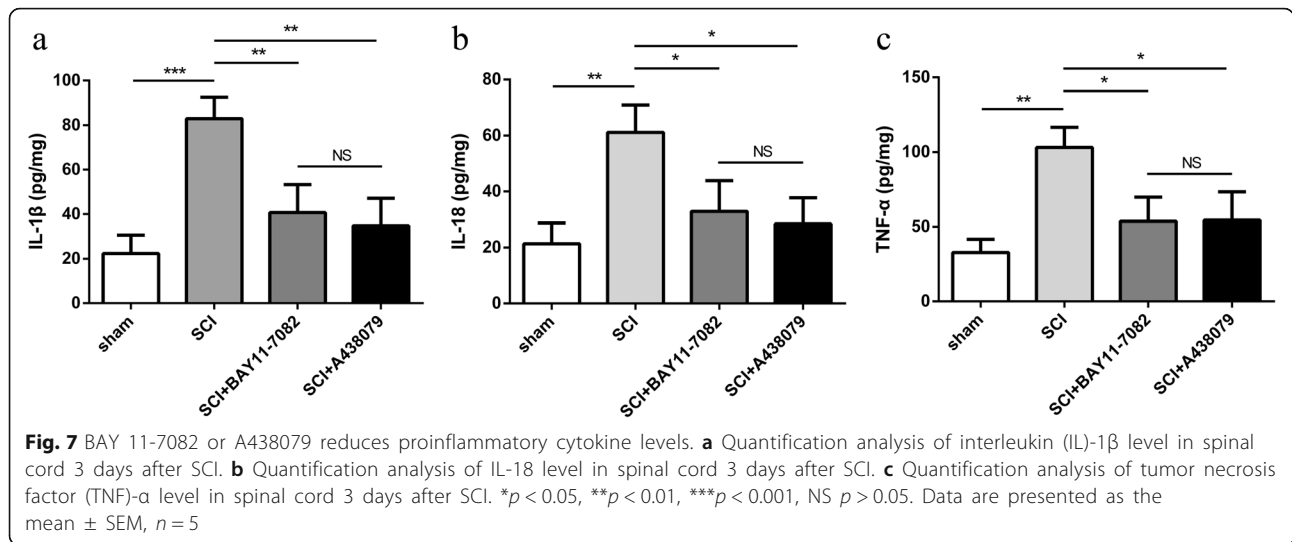 a
**
**
***
100
80
60
40
20
0
IL-1β (pg/mg)
NS
sham
SCI
SCI+BAY11-7082
SCI+A438079
b
*
*
**
80
60
40
20
0
IL-18 (pg/mg)
NS
sham
SCI
SCI+BAY11-7082
SCI+A438079
c
*
*
**
150
100
50
0
TNF-α (pg/mg)
NS
sham
SCI
SCI+BAY11-7082
SCI+A438079
Fig. 7 BAY 11-7082 or A438079 reduces proinflammatory cytokine levels. a Quantification analysis of interleukin (IL)-1β level in spinal
cord 3 days after SCI. b Quantification analysis of IL-18 level in spinal cord 3 days after SCI. c Quantification analysis of tumor necrosis
factor (TNF)-α level in spinal cord 3 days after SCI. *p < 0.05, **p < 0.01, ***p < 0.001, NS p > 0.05. Data are presented as the
mean ± SEM, n = 5